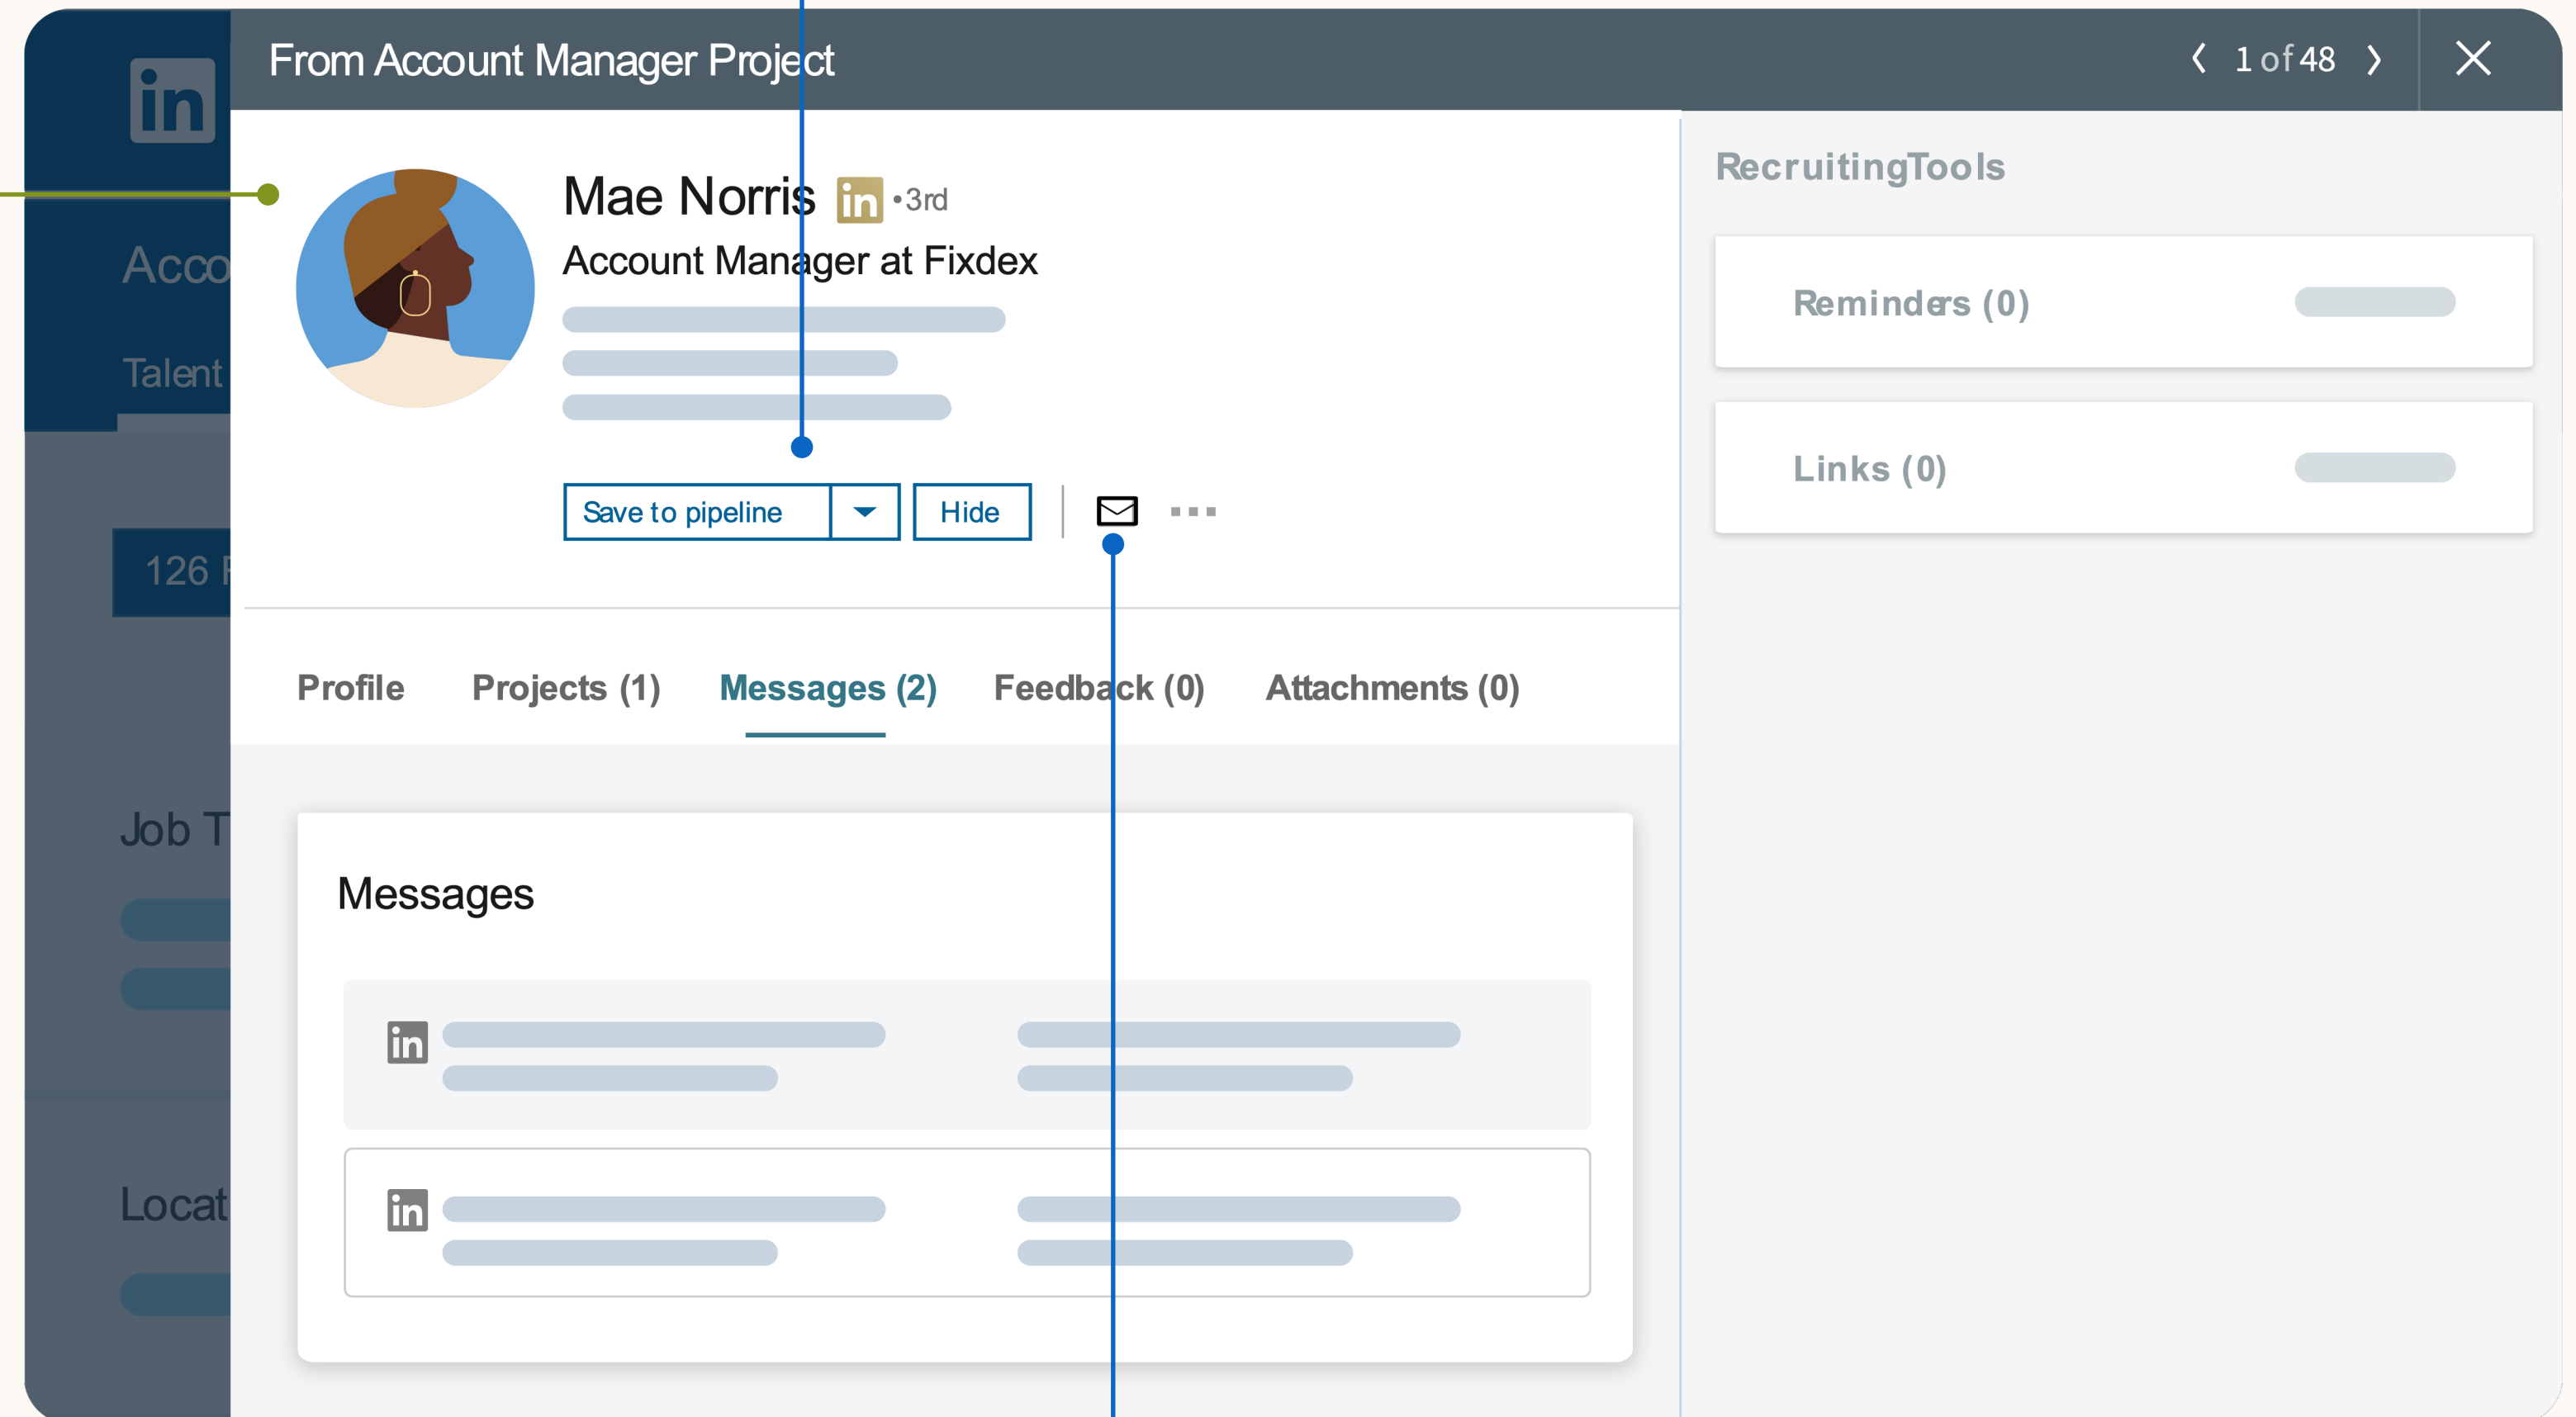 From Account Manager Project
1 of 48
in
Mae Norris in •3rd
Account Manager at Fixdex
Save to pipeline
Hide
Acco
Talent
126
Job T
Locat
Profile
Projects (1)
Messages (2)
Feedback (0)
Attachments (0)
Messages
in
in
RecruitingTools
Reminders (0)
Links (0)